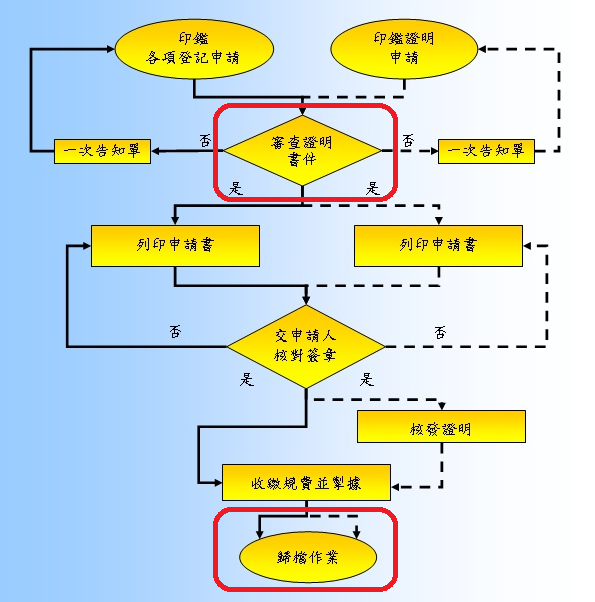 印鑑
各項登記申請
印鑑證明
申請
否
審查證明
書件
否
一次告知單
一次告知單
是
是
列印申請書
列印申請書
否
交申請人
核對簽章
否
是
是
核發證明
收繳規費並掣據
歸檔作業